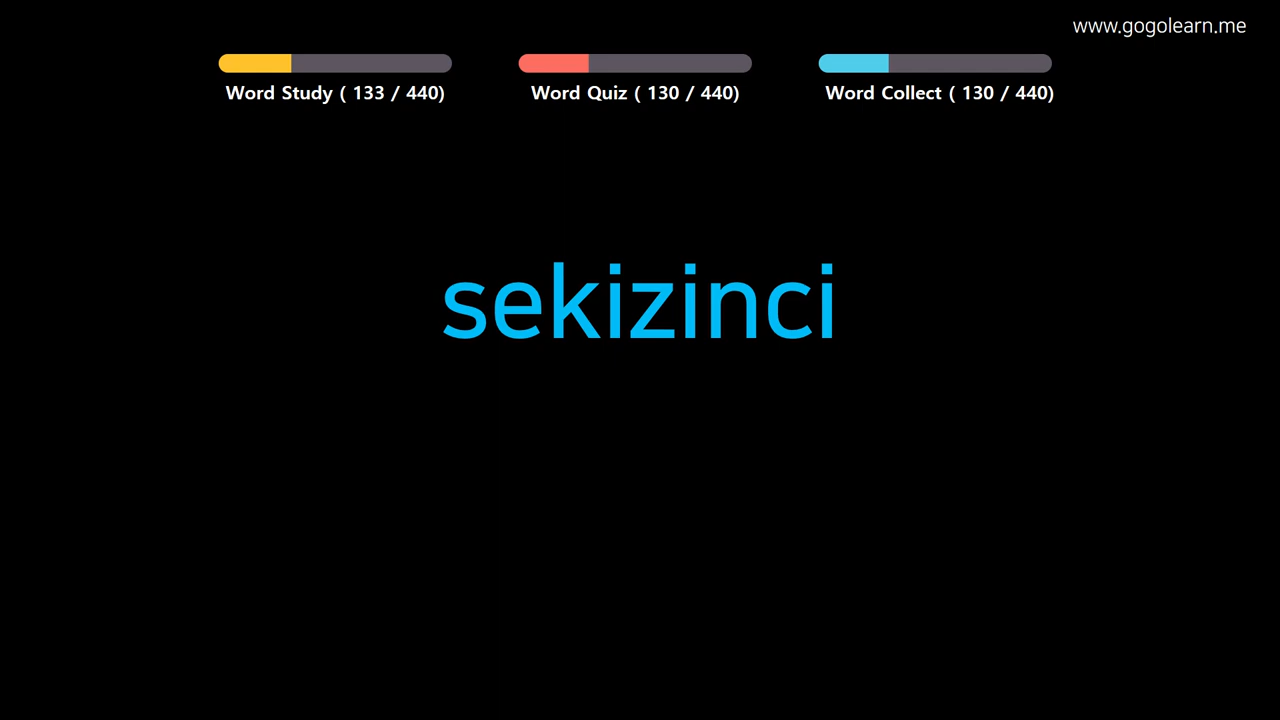 www.gogolearn.me
Word Study ( 133 / 440)
Word Quiz ( 130 / 440)
Word Collect ( 130 / 440)
sekizinci